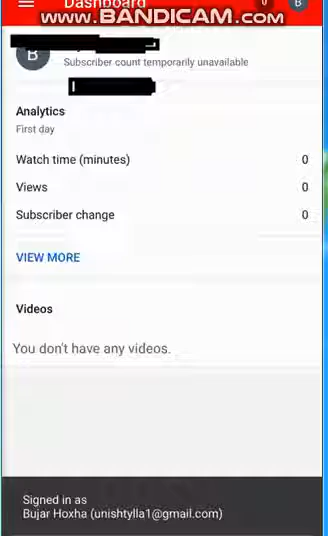 Dashboard
0
B
WWW.BANDICAM.COM
B
Subscriber count temporarily unavailable
Analytics
First day
Watch time (minutes) 0
Views 0
Subscriber change 0
VIEW MORE
Videos
You don't have any videos.
Signed in as
Bujar Hoxha (unishtylla1@gmail.com)